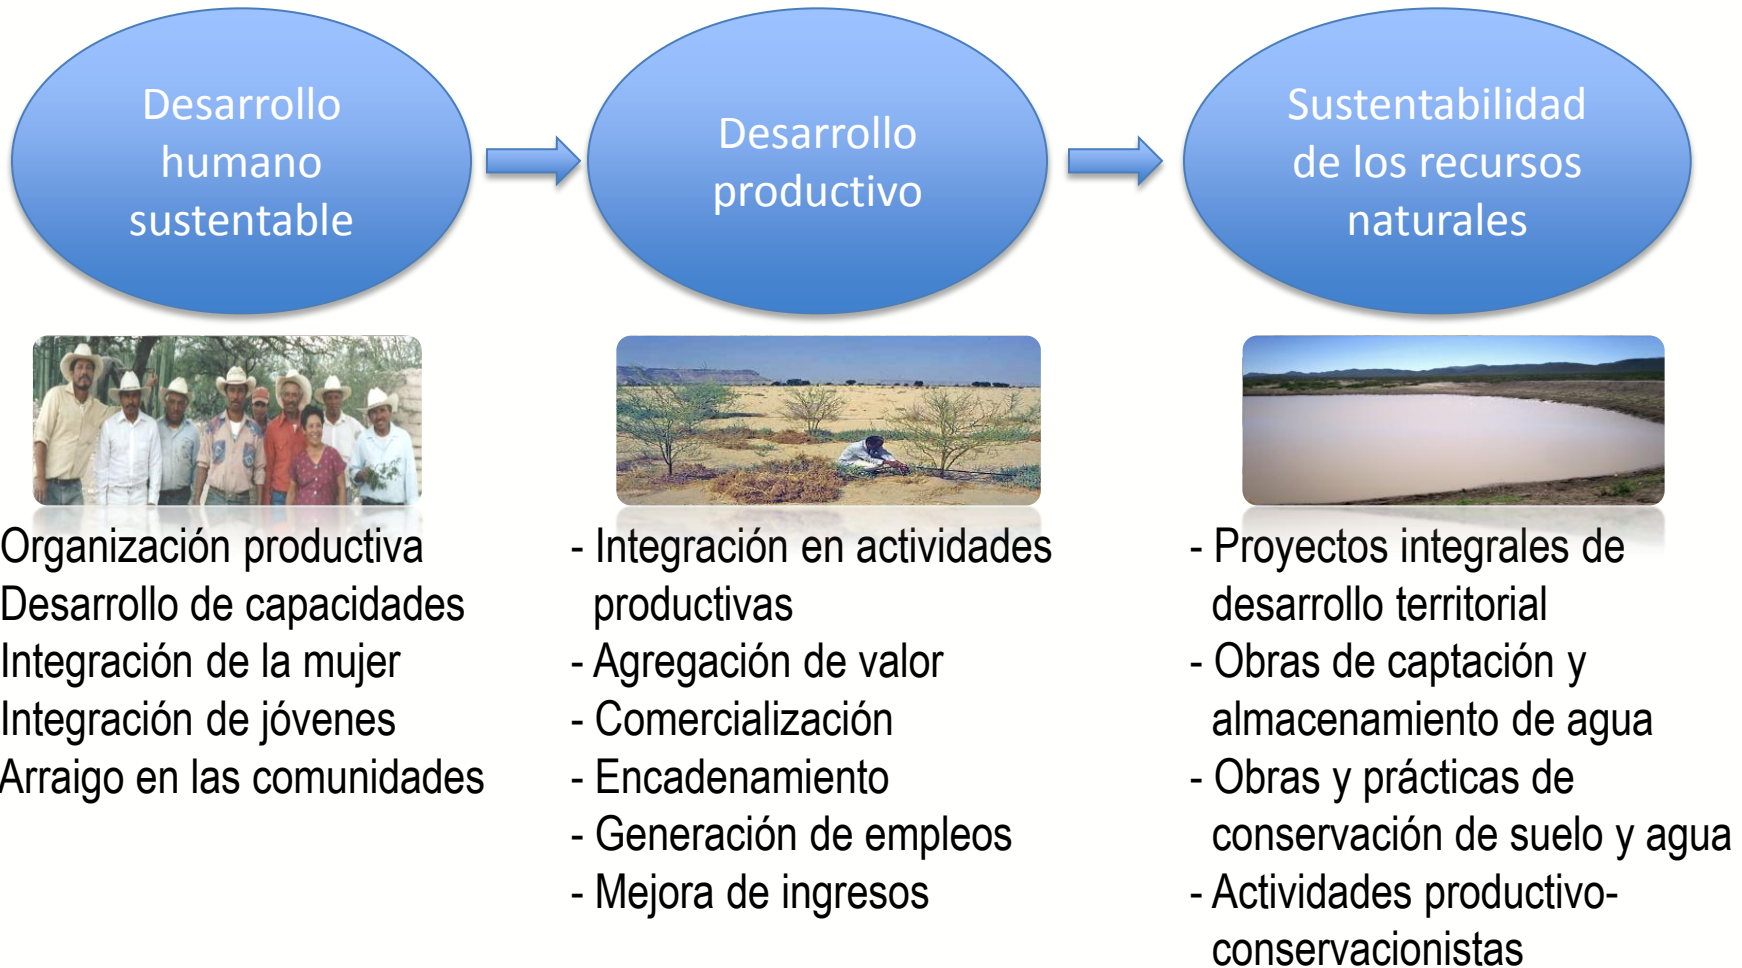 Desarrollo
humano
sustentable
Desarrollo
productivo
Sustentabilidad
de los recursos
naturales
Organización productiva
Desarrollo de capacidades
Integración de la mujer
Integración de jóvenes
Arraigo en las comunidades
- Integración en actividades
productivas
- Agregación de valor
- Comercialización
- Encadenamiento
- Generación de empleos
- Mejora de ingresos
- Proyectos integrales de
desarrollo territorial
- Obras de captación y
almacenamiento de agua
- Obras y prácticas de
conservación de suelo y agua
- Actividades productivo-
conservacionistas